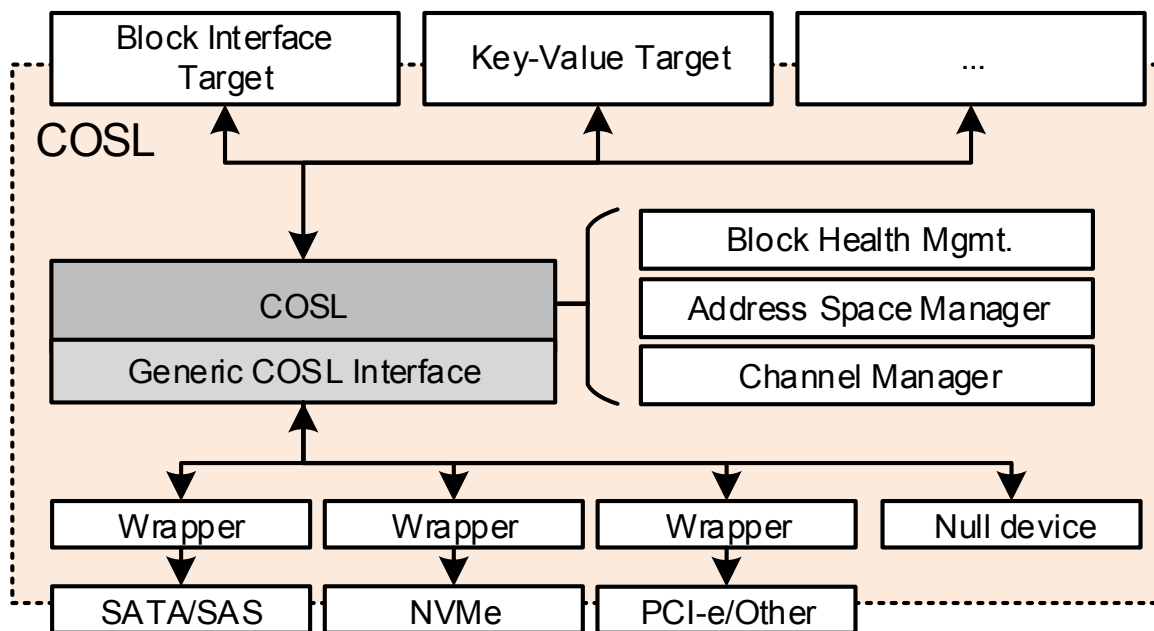 Block Interface
Target
Key-Value Target
...
COSL
Block Health Mgmt.
COSL
Address Space Manager
Generic COSL Interface
Channel Manager
Wrapper
Wrapper
Wrapper
Null device
SATA/SAS
NVMe
PCI-e/Other